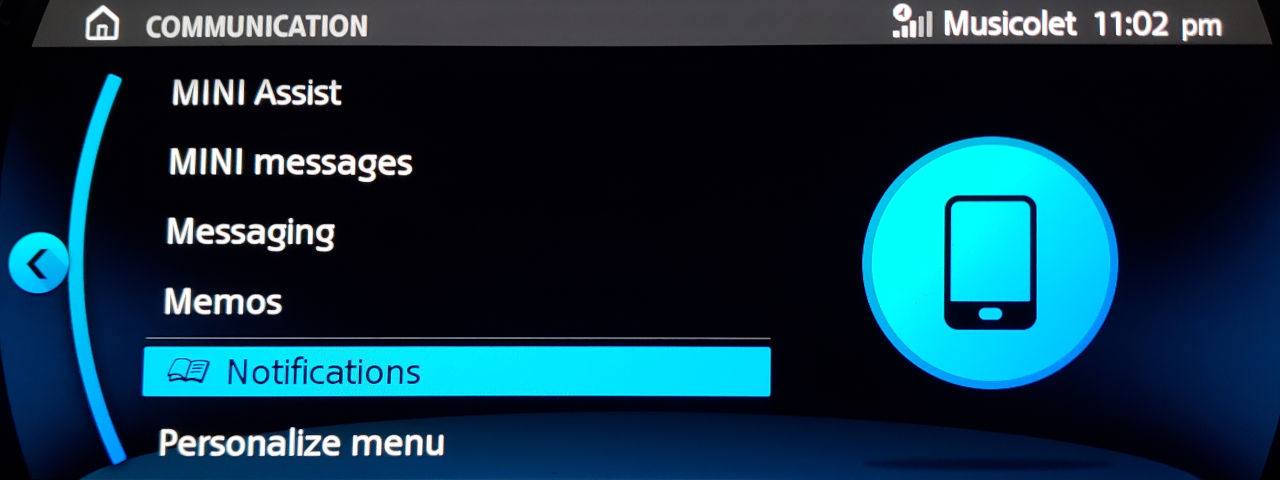 COMMUNICATION
Musicolet 11:02 pm
MINI Assist
MINI messages
Messaging
Memos
Notifications
Personalize menu